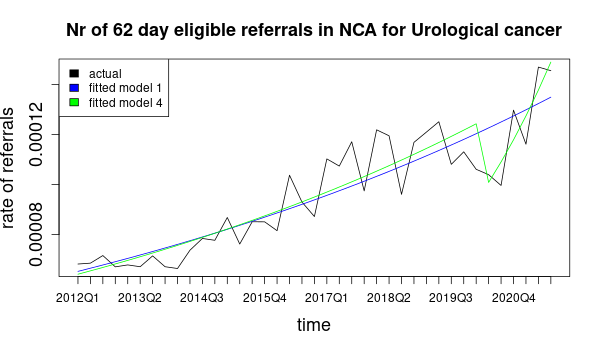 Nr of 62 day eligible referrals in NCA for Urological cancer
actual
fitted model 1
fitted model 4
rate of referrals
0.00012
0.00008
2012Q1 2013Q2 2014Q3 2015Q4 2017Q1 2018Q2 2019Q3 2020Q4
time